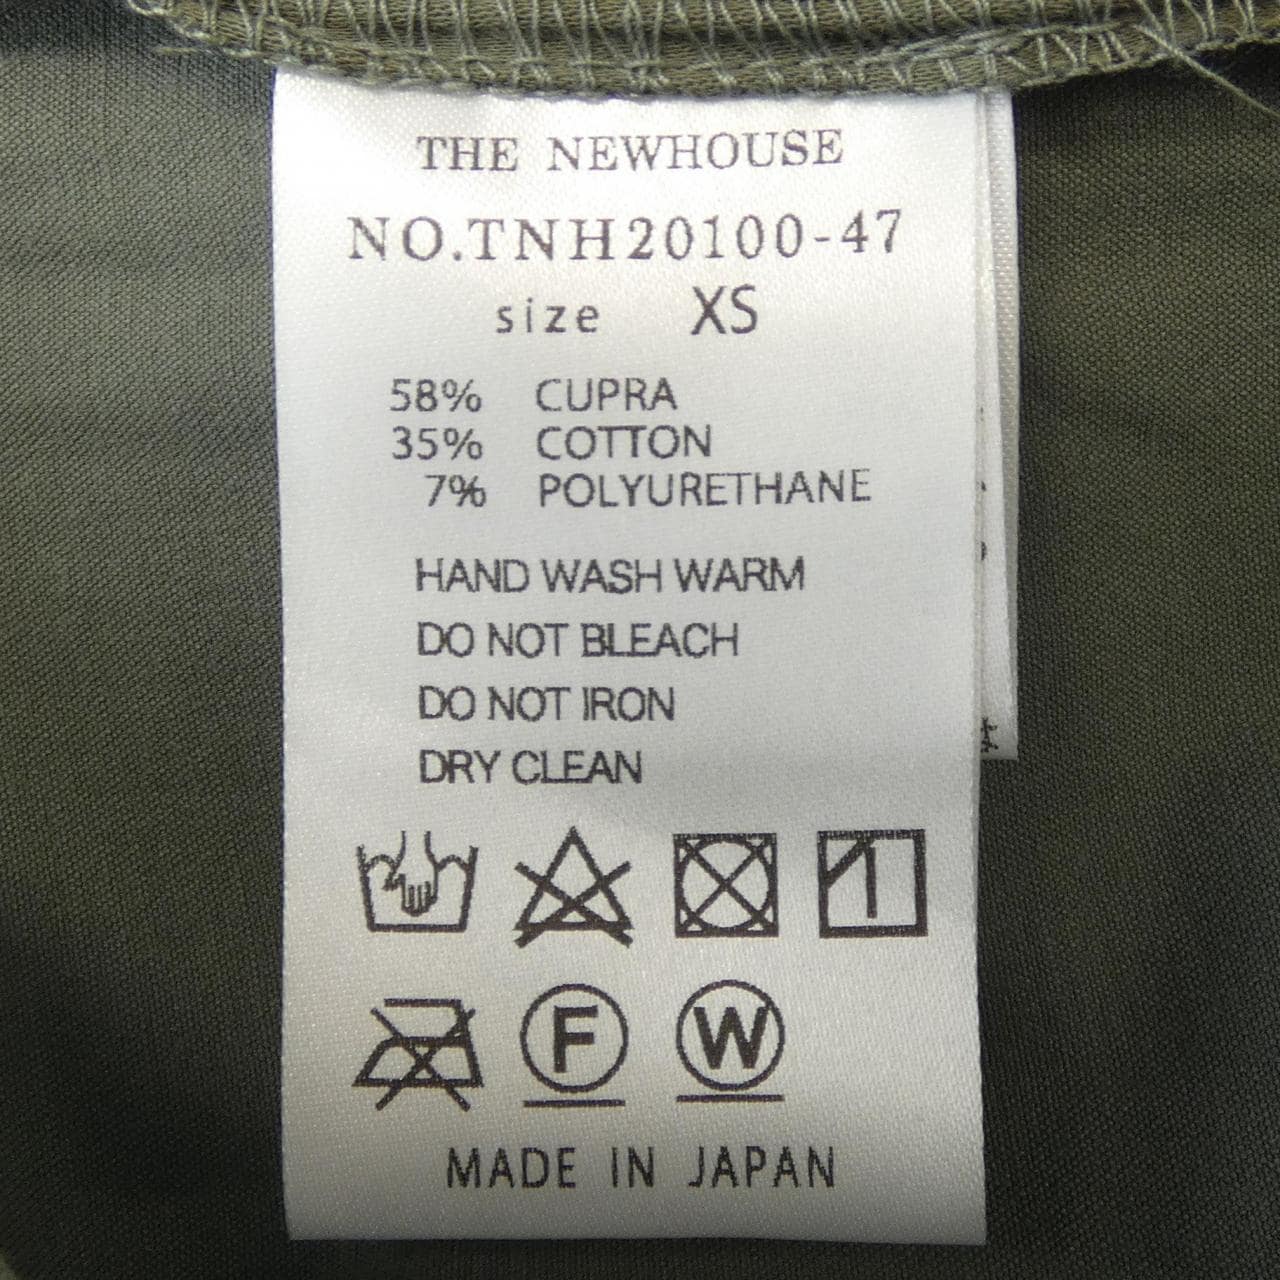 THE NEWHOUSE
NO.TNH20100-47
size XS
58% CUPRA
35% COTTON
7% POLYURETHANE
HAND WASH WARM
DO NOT BLEACH
DO NOT IRON
DRY CLEAN
F W
MADE IN JAPAN